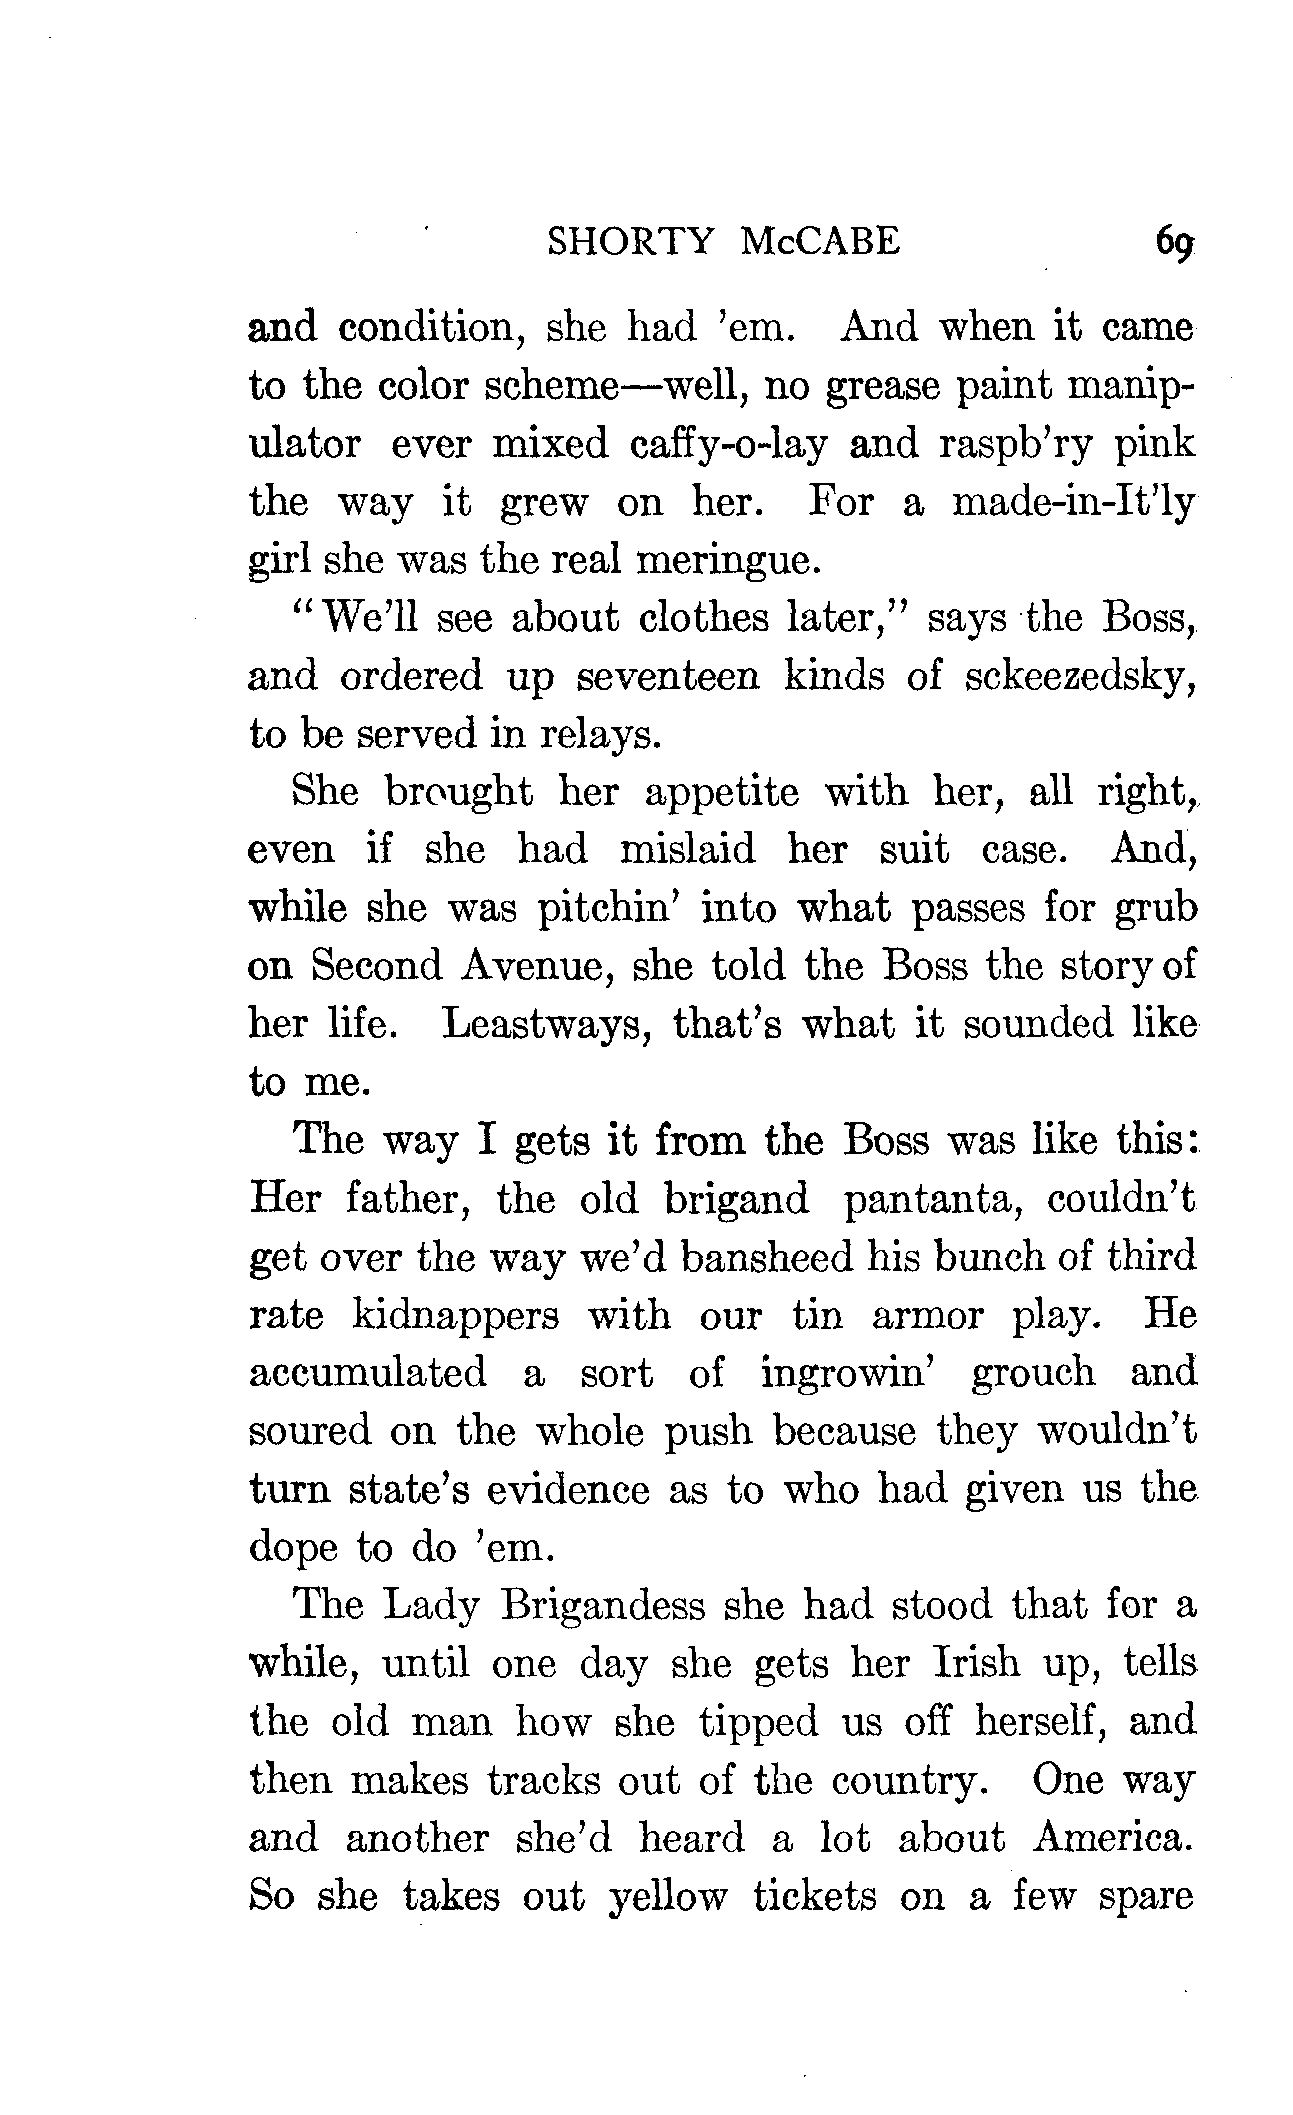 SHORTY McCABE 69
and condition, she had 'em. And when it came
to the color scheme—well, no grease paint manip-
ulator ever mixed caffy-o-lay and raspb'ry pink
the way it grew on her. For a made-in-It'ly
girl she was the real meringue.
"We'll see about clothes later," says the Boss,
and ordered up seventeen kinds of sckeezedsky,
to be served in relays.
She brought her appetite with her, all right,
even if she had mislaid her suit case. And,
while she was pitchin' into what passes for grub
on Second Avenue, she told the Boss the story of
her life. Leastways, that's what it sounded like
to me.
The way I gets it from the Boss was like this:
Her father, the old brigand pantanta, couldn't
get over the way we'd bansheed his bunch of third
rate kidnappers with our tin armor play. He
accumulated a sort of ingrowin' grouch and
soured on the whole push because they wouldn't
turn state's evidence as to who had given us the
dope to do 'em.
The Lady Brigandess she had stood that for a
while, until one day she gets her Irish up, tells
the old man how she tipped us off herself, and
then makes tracks out of the country. One way
and another she'd heard a lot about America.
So she takes out yellow tickets on a few spare